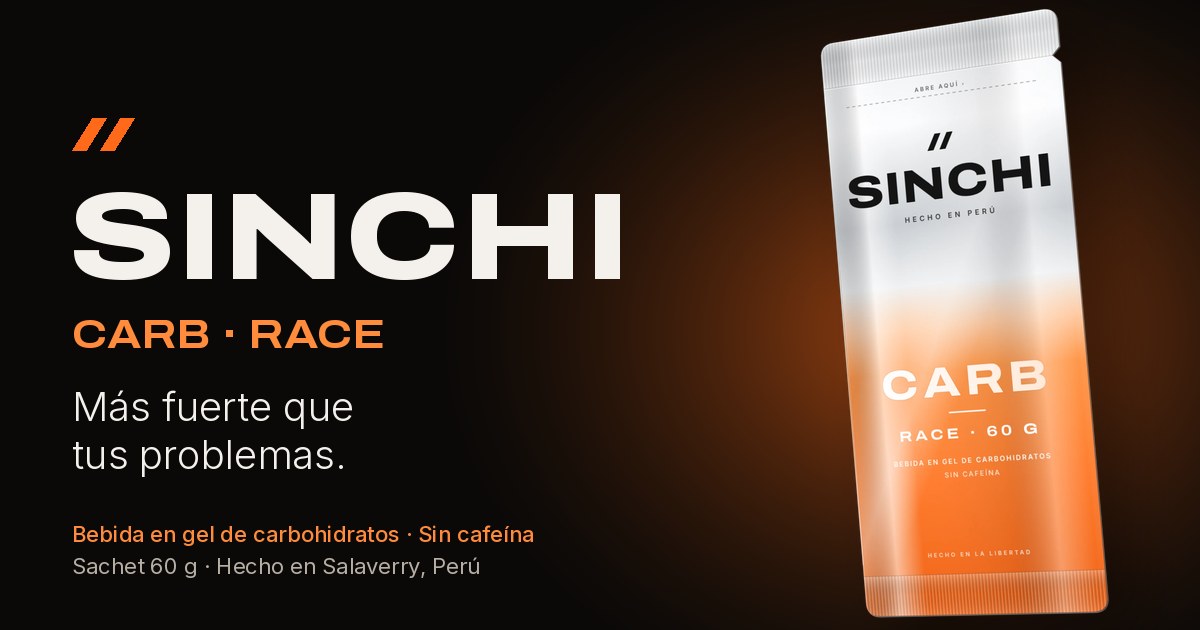 SINCHI
CARB · RACE
Más fuerte que
tus problemas.
Bebida en gel de carbohidratos · Sin cafeína
Sachet 60 g · Hecho en Salaverry, Perú
ABRE AQUÍ
SINCHI
HECHO EN PERÚ
CARB
RACE · 60 G
BEBIDA EN GEL DE CARBOHIDRATOS
SIN CAFEÍNA
HECHO EN LA LIBERTAD